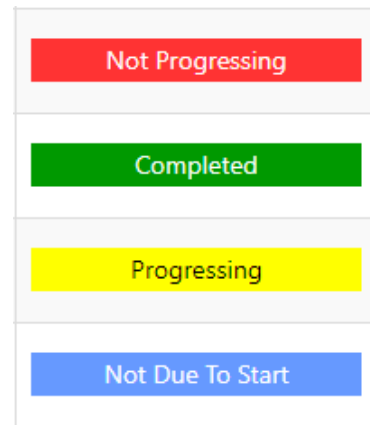 Not Progressing
Completed
Progressing
Not Due To Start